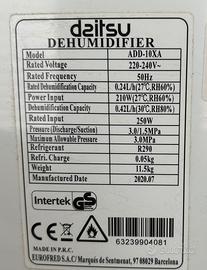 daitsu
DEHUMIDIFIER
Model ADD-10XA
Rated Voltage 220-240V~
Rated Frequency 50Hz
Rated Dehumidification Capacity 0.24L/h(27℃,RH60%)
Power Input 210W(27℃,RH60%)
Dehumidification Capacity 0.42L/h(30℃,RH80%)
Rated Input 250W
Pressure(Discharge/Suction) 3.0/1.5MPa
Maximum Allowable Pressure 3.0MPa
Refrigerant R290
Refri. Charge 0.05kg
Weight 11.5kg
Manufactured Date 2020.07
Intertek GS
CE
63239904081
MADE IN P.R.C.
EUROFRED S.A.C/ Marquès de Sentmenat, 97 08029 Barcelona